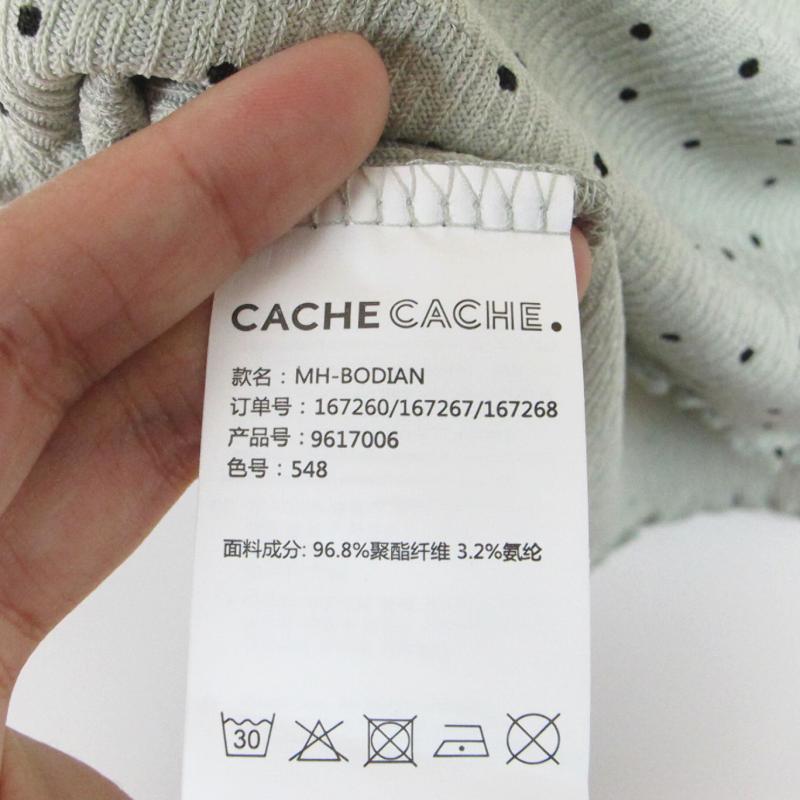 CACHE CACHE.
款名：MH-BODIAN
订单号：167260/167267/167268
产品号：9617006
色号：548
面料成分: 96.8%聚酯纤维 3.2%氨纶
30